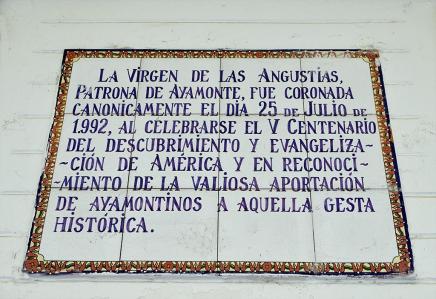 LA VIRGEN DE LAS ANGUSTIAS,
PATRONA DE AYAMONTE, FUE CORONADA
CANONICAMENTE EL DÍA 25 DE JULIO DE
1.992, AL CELEBRARSE EL V CENTENARIO
DEL DESCUBRIMIENTO Y EVANGELIZA-
-CIÓN DE AMÉRICA Y EN RECONOCI-
-MIENTO DE LA VALIOSA APORTACIÓN
DE AYAMONTINOS A AQUELLA GESTA
HISTÓRICA.